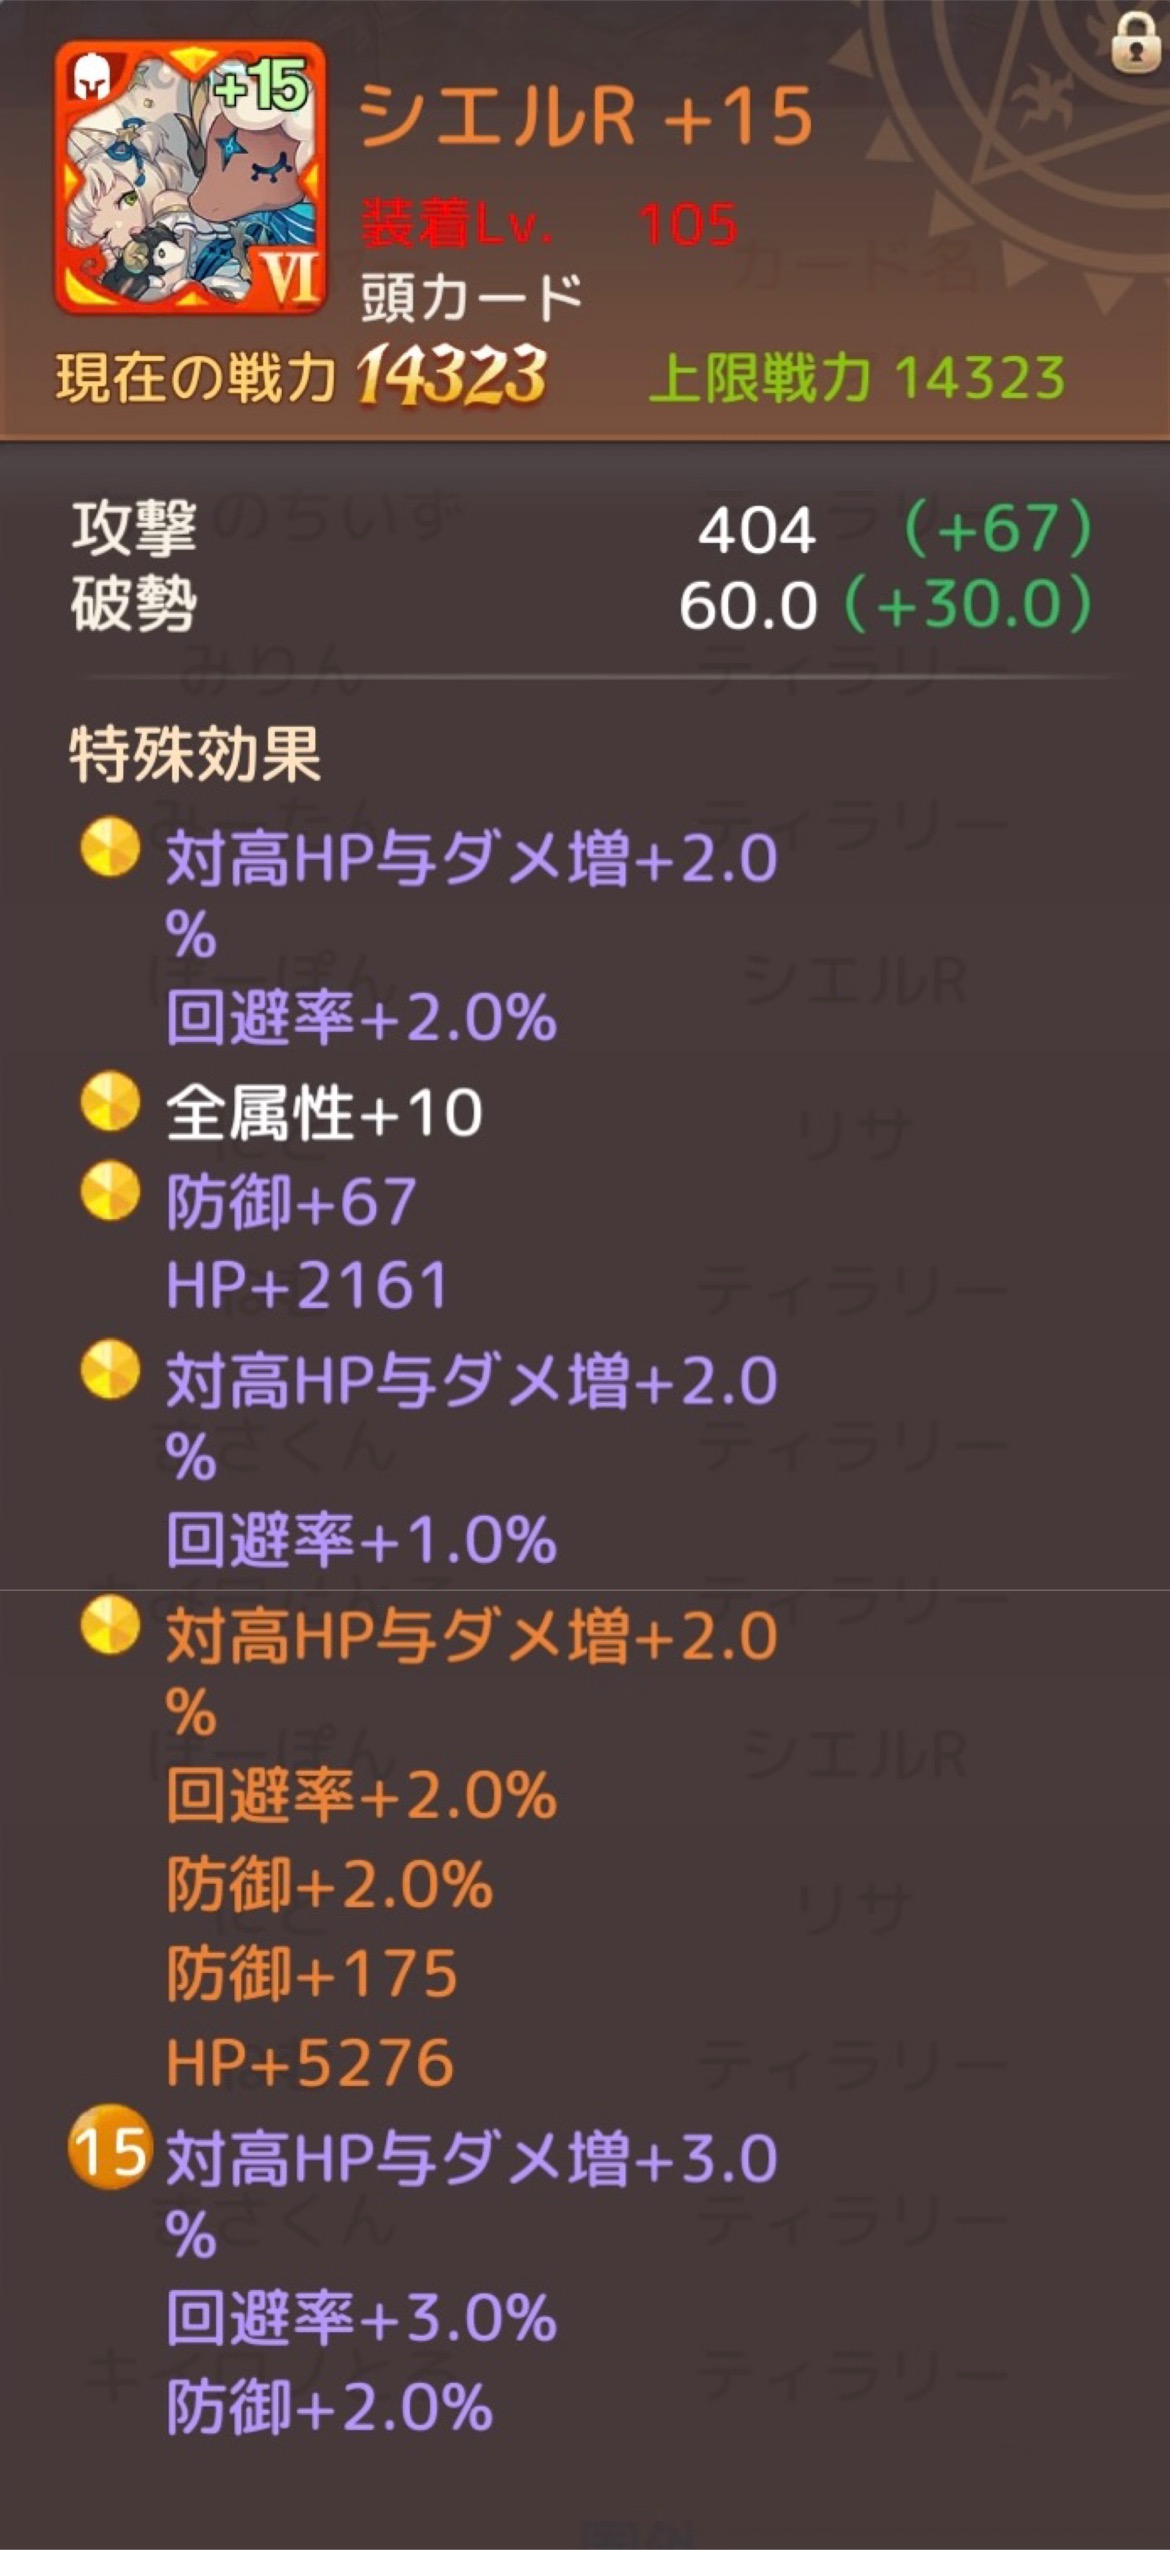 +15
VI
シエルR +15
装着Lv. 105
頭カード
現在の戦力 14323 上限戦力 14323
攻撃 404 (+67)
破勢 60.0 (+30.0)
特殊効果
対高HP与ダメ増+2.0
%
回避率+2.0%
全属性+10
防御+67
HP+2161
対高HP与ダメ増+2.0
%
回避率+1.0%
対高HP与ダメ増+2.0
%
回避率+2.0%
防御+2.0%
防御+175
HP+5276
15 対高HP与ダメ増+3.0
%
回避率+3.0%
防御+2.0%